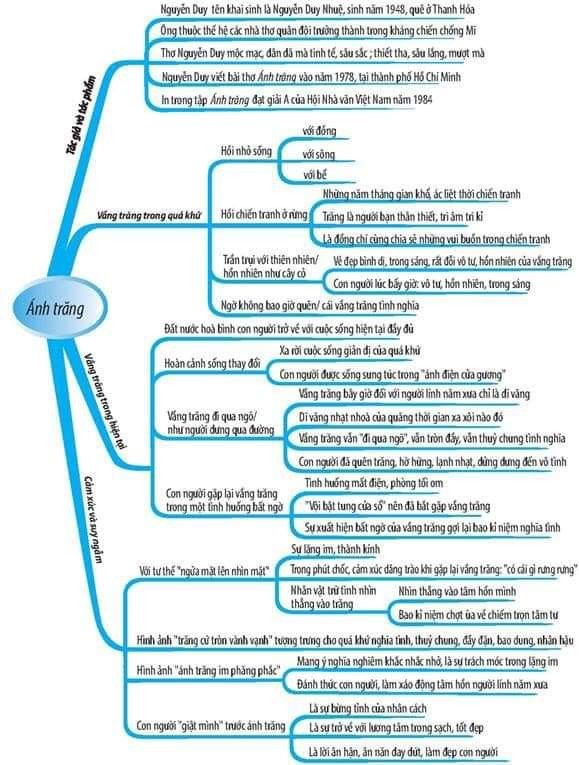 Nguyễn Duy tên khai sinh là Nguyễn Duy Nhuệ, sinh năm 1948, quê ở Thanh Hóa
Ông thuộc thế hệ các nhà thơ quân đội trưởng thành trong kháng chiến chống Mĩ
Thơ Nguyễn Duy mộc mạc, dân dã mà tinh tế, sâu sắc ; thiết tha, sâu lắng, mượt mà
Nguyễn Duy viết bài thơ Ánh trăng vào năm 1978, tại thành phố Hồ Chí Minh
In trong tập Ánh trăng đạt giải A của Hội Nhà văn Việt Nam năm 1984
Tác giả và tác phẩm
với đồng
Hồi nhỏ sống
với sông
với bể
Vầng trăng trong quá khứ
Hồi chiến tranh ở rừng
Những năm tháng gian khổ, ác liệt thời chiến tranh
Trăng là người bạn thân thiết, tri âm tri kỉ
Là đồng chí cùng chia sẻ những vui buồn trong chiến tranh
Trần trụi với thiên nhiên/
hồn nhiên như cây cỏ
Vẻ đẹp bình dị, trong sáng, rất đỗi vô tư, hồn nhiên của vầng trăng
Con người lúc bấy giờ: vô tư, hồn nhiên, trong sáng
Ngỡ không bao giờ quên/ cái vầng trăng tình nghĩa
Ánh trăng
Đất nước hoà bình con người trở về với cuộc sống hiện tại đầy đủ
Hoàn cảnh sống thay đổi
Xa rời cuộc sống giản dị của quá khứ
Con người được sống sung túc trong "ánh điện cửa gương"
Vầng trăng trong hiện tại
Vầng trăng đi qua ngõ/
như người dưng qua đường
Vầng trăng bây giờ đối với người lính năm xưa chỉ là dĩ vãng
Dĩ vãng nhạt nhoà của quãng thời gian xa xôi nào đó
Vầng trăng vẫn "đi qua ngõ", vẫn tròn đầy, vẫn thuỷ chung tình nghĩa
Con người đã quên trăng, hờ hững, lạnh nhạt, dửng dưng đến vô tình
Con người gặp lại vầng trăng
trong một tình huống bất ngờ
Tình huống mất điện, phòng tối om
"Vội bật tung cửa sổ" nên đã bắt gặp vầng trăng
Sự xuất hiện bất ngờ của vầng trăng gợi lại bao kỉ niệm nghĩa tình
Cảm xúc và suy ngẫm
Với tư thế "ngửa mặt lên nhìn mặt"
Sự lặng im, thành kính
Trong phút chốc, cảm xúc dâng trào khi gặp lại vầng trăng: "có cái gì rưng rưng"
Nhân vật trữ tình nhìn
thẳng vào trăng
Nhìn thẳng vào tâm hồn mình
Bao kỉ niệm chợt ùa về chiếm trọn tâm tư
Hình ảnh "trăng cứ tròn vành vạnh" tượng trưng cho quá khứ nghĩa tình, thuỷ chung, đầy đặn, bao dung, nhân hậu
Hình ảnh "ánh trăng im phăng phắc"
Mang ý nghĩa nghiêm khắc nhắc nhở, là sự trách móc trong lặng im
Đánh thức con người, làm xáo động tâm hồn người lính năm xưa
Con người "giật mình" trước ánh trăng
Là sự bừng tỉnh của nhân cách
Là sự trở về với lương tâm trong sạch, tốt đẹp
Là lời ân hận, ăn năn day dứt, làm đẹp con người